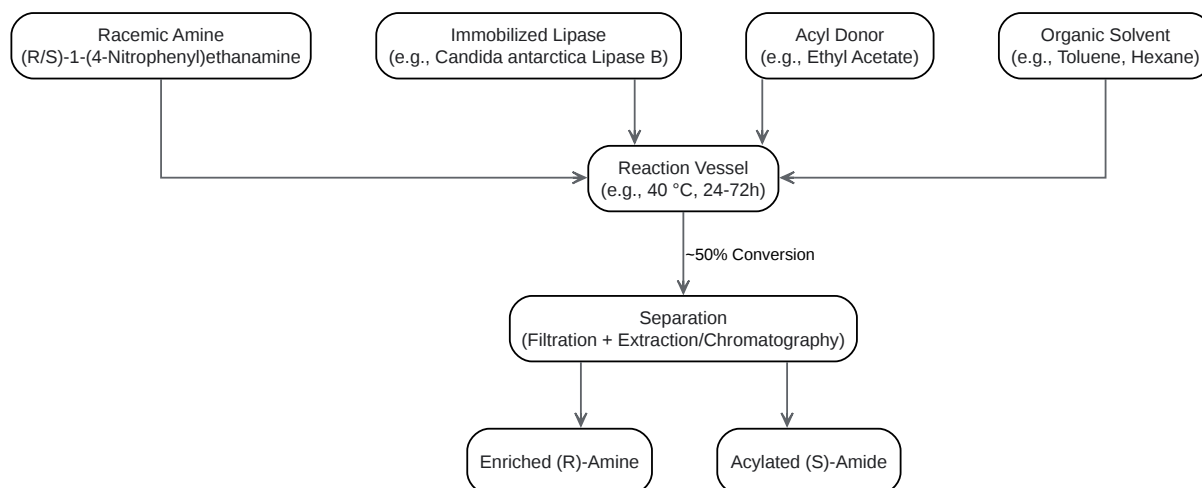 Racemic Amine
(R/S)-1-(4-Nitrophenyl)ethanamine
Immobilized Lipase
(e.g., Candida antarctica Lipase B)
Acyl Donor
(e.g., Ethyl Acetate)
Organic Solvent
(e.g., Toluene, Hexane)
Reaction Vessel
(e.g., 40 °C, 24-72h)
~50% Conversion
Separation
(Filtration + Extraction/Chromatography)
Enriched (R)-Amine
Acylated (S)-Amide